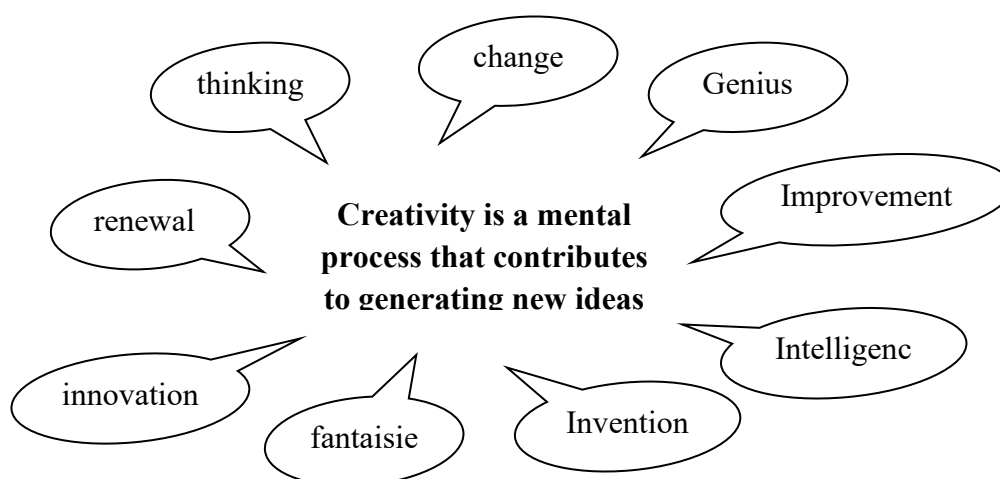 change
thinking
Genius
Improvement
renewal
Creativity is a mental
process that contributes
to generating new ideas
Intelligenc
innovation
Invention
fantaisie